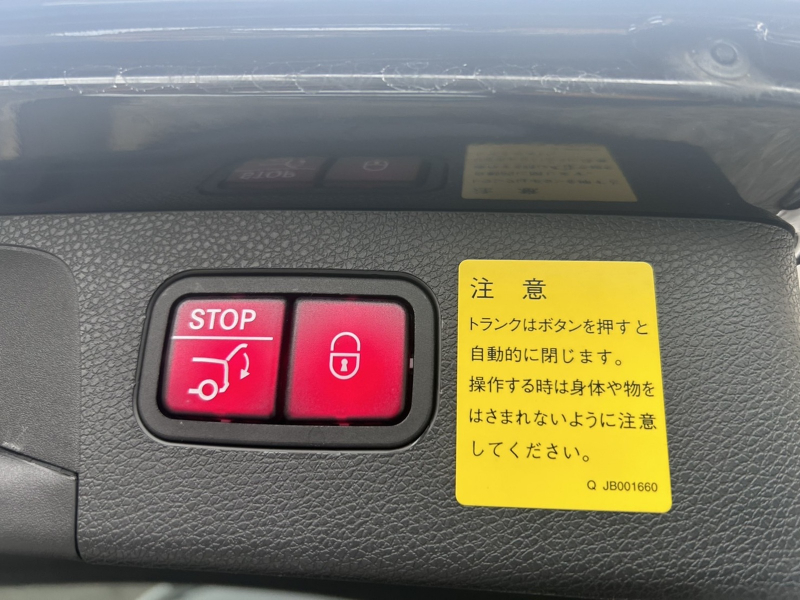 STOP
注 意
トランクはボタンを押すと
自動的に閉じます。
操作する時は身体や物を
はさまれないように注意
してください。
Q JB001660